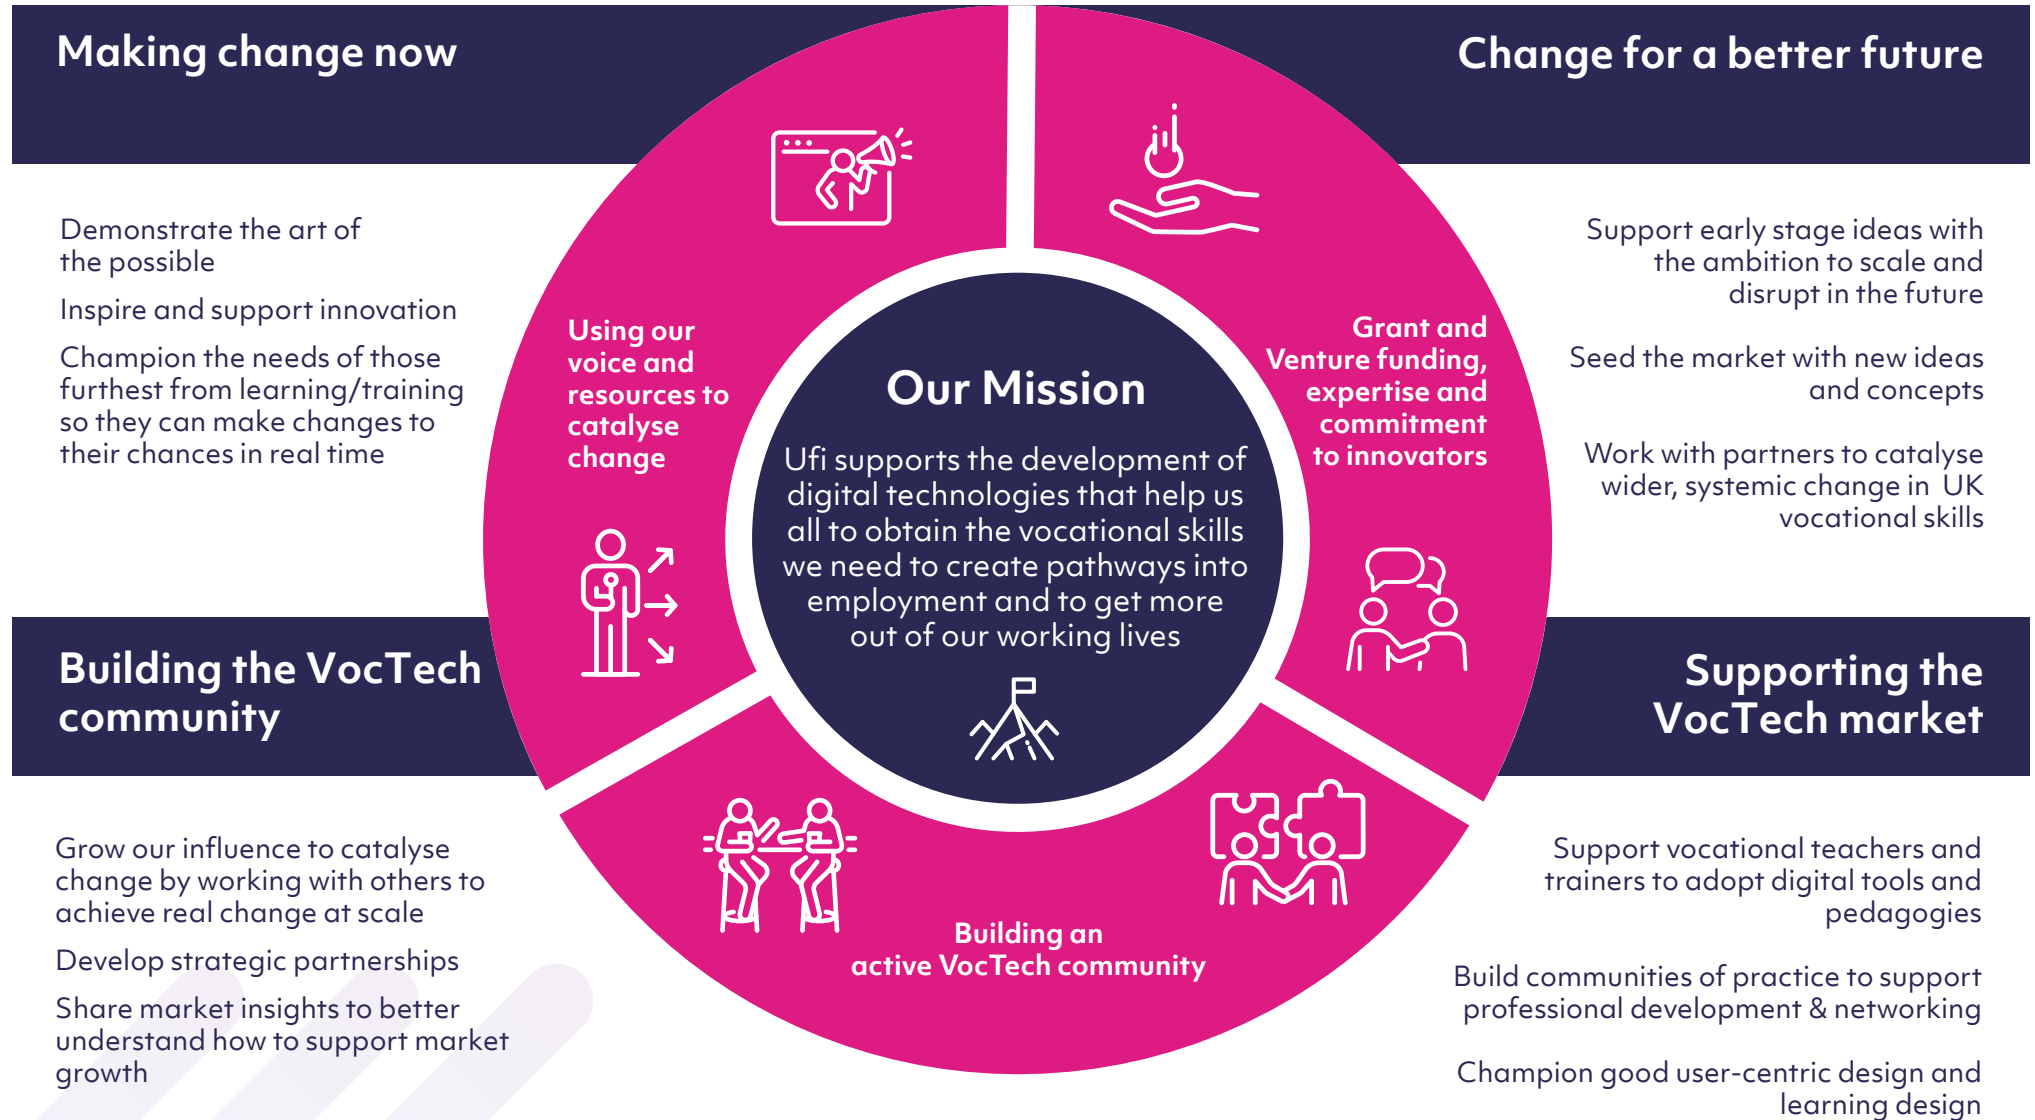 Making change now
Demonstrate the art of
the possible
Inspire and support innovation
Champion the needs of those
furthest from learning/training
so they can make changes to
their chances in real time
Change for a better future
Support early stage ideas with
the ambition to scale and
disrupt in the future
Seed the market with new ideas
and concepts
Work with partners to catalyse
wider, systemic change in UK
vocational skills
Using our
voice and
resources to
catalyse
change
Our Mission
Ufi supports the development of
digital technologies that help us
all to obtain the vocational skills
we need to create pathways into
employment and to get more
out of our working lives
Grant and
Venture funding,
expertise and
commitment
to innovators
Building an
active VocTech community
Building the VocTech
community
Grow our influence to catalyse
change by working with others to
achieve real change at scale
Develop strategic partnerships
Share market insights to better
understand how to support market
growth
Supporting the
VocTech market
Support vocational teachers and
trainers to adopt digital tools and
pedagogies
Build communities of practice to support
professional development & networking
Champion good user-centric design and
learning design